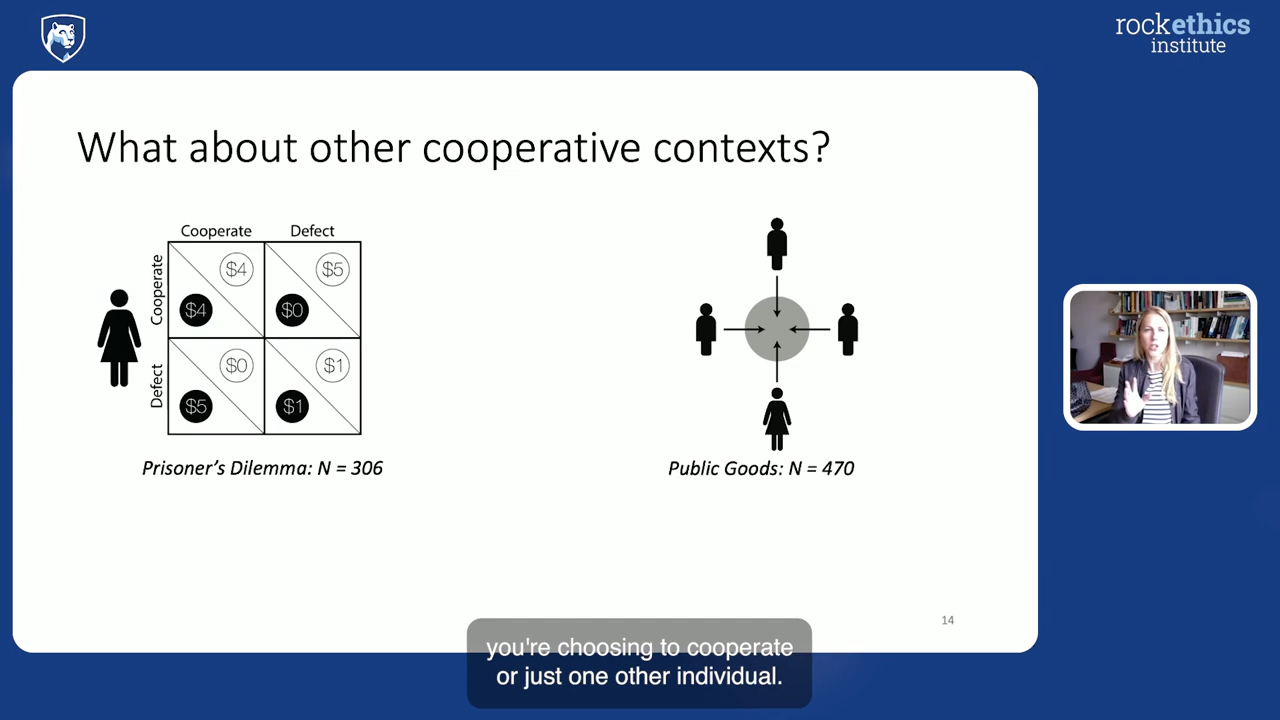 rockethics
institute
What about other cooperative contexts?
Cooperate Defect
Cooperate
$4 $5
$4 $0
Defect
$0 $1
$5 $1
Prisoner's Dilemma: N = 306
Public Goods: N = 470
14
you're choosing to cooperate
or just one other individual.